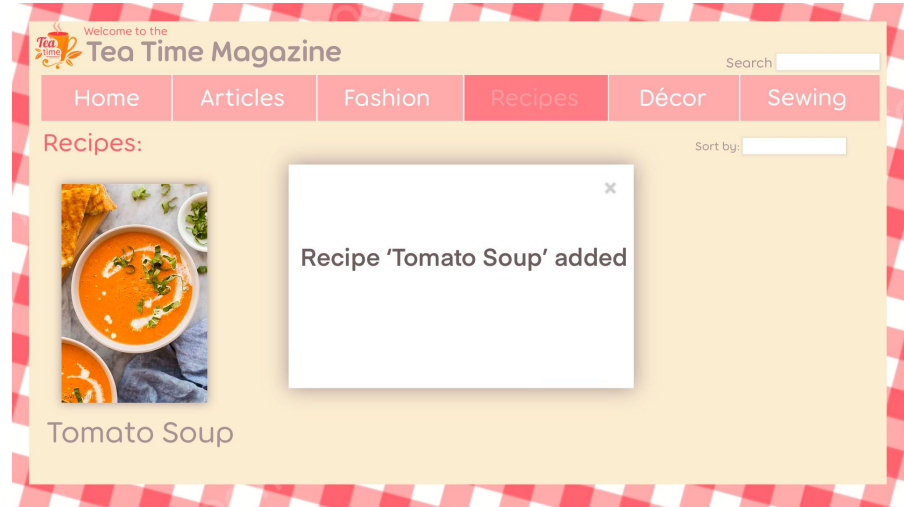 Tea
time
Welcome to the
Tea Time Magazine
Search
Home Articles Fashion Recipes Décor Sewing
Recipes:
Sort by:
×
Recipe ‘Tomato Soup’ added
Tomato Soup